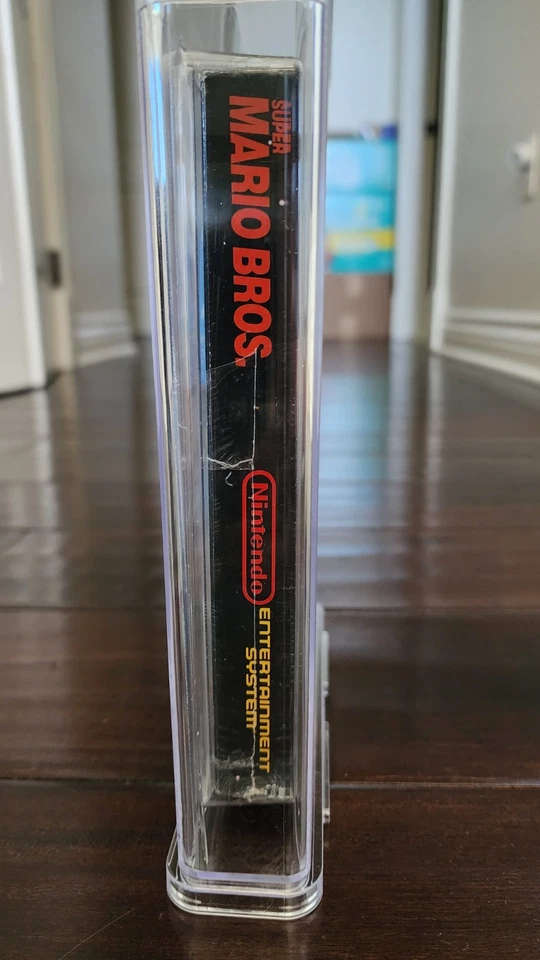 SUPER
MARIO BROS.
Nintendo
ENTERTAINMENT
SYSTEM